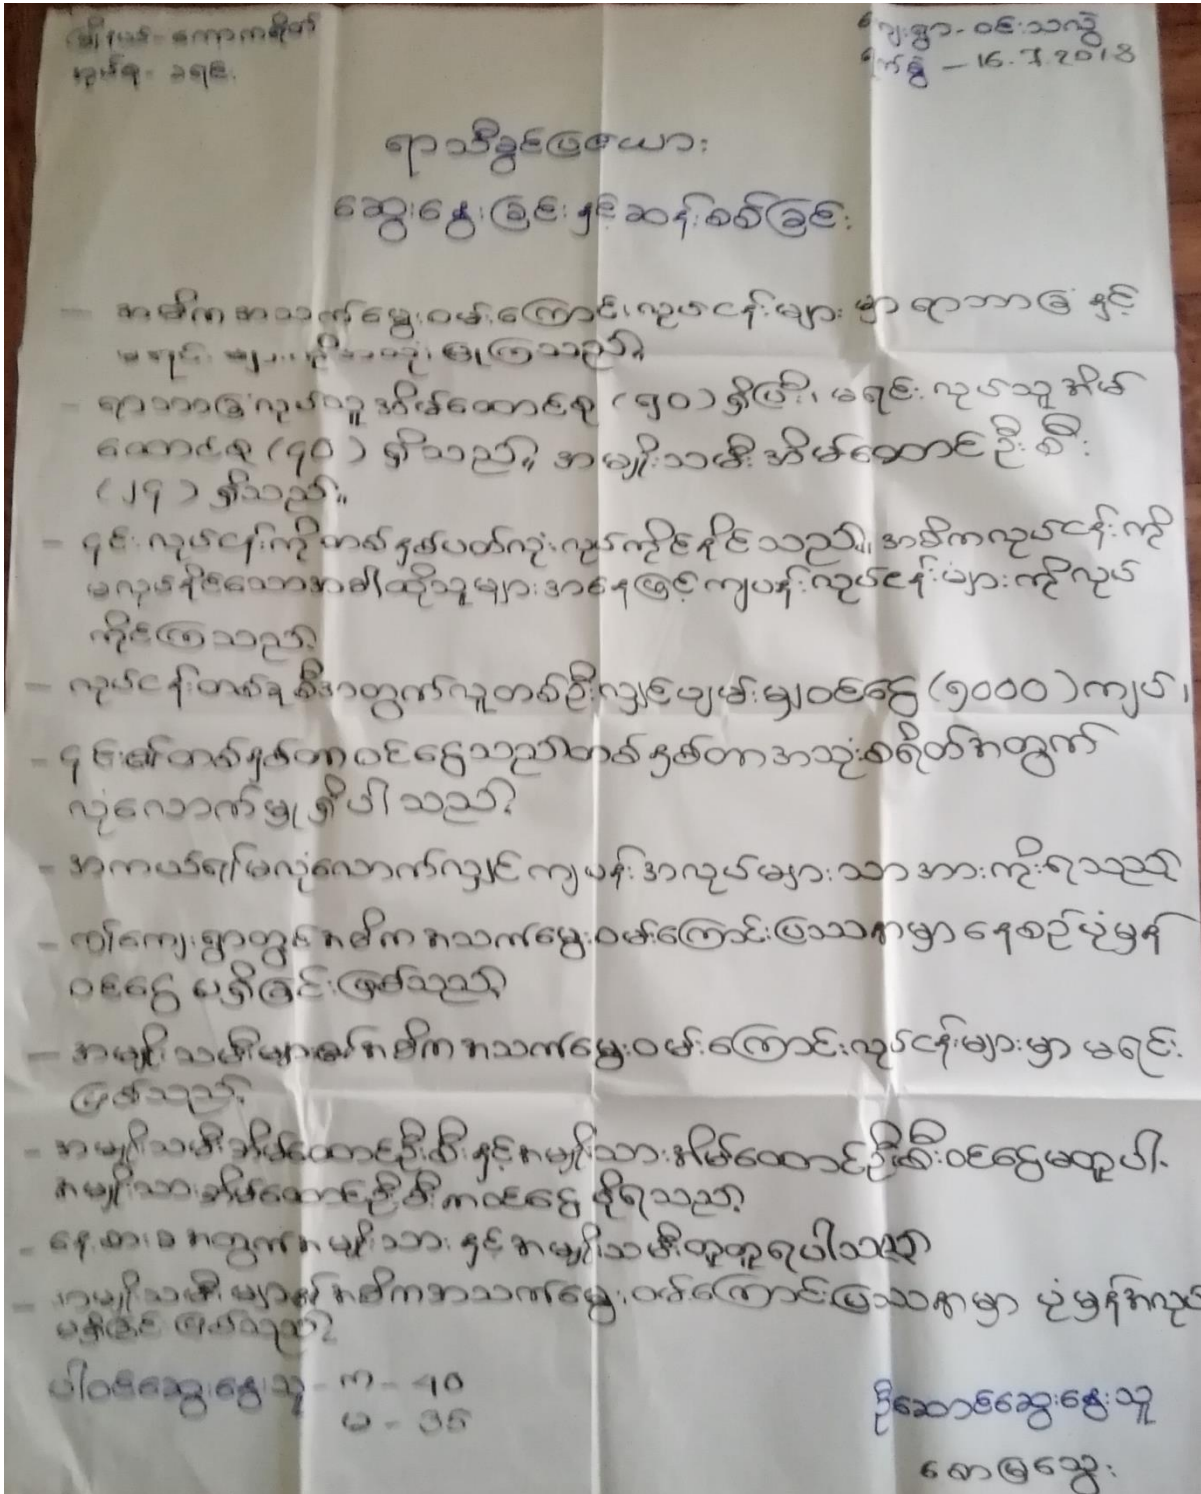 မြို့နယ် - ကော့ကရိတ်
ကျေးရွာ - ဝင်းသလွဲ
အုပ်စု - ခရင်
ရက်စွဲ - 16.7.2018
ရာသီခွင်ပြဇယား
ဆွေးနွေးခြင်းနှင့်ဆန်းစစ်ခြင်း
- အဓိကအသက်မွေးဝမ်းကြောင်းလုပ်ငန်းများမှာ ရာဘာခြံ နှင့်
မရင်း များ ဦးစီးလုပ် ကြသည်။
- ရာဘာခြံလုပ်သူ အိမ်ထောင်စု (၅၀) ရှိပြီး၊ မရင်း လုပ်သူအိမ်
ထောင်စု (၄၀) ရှိသည်။ အမျိုးသမီး အိမ်ထောင်ဦးစီး
(၂၄) ရှိသည်။
- ၎င်းလုပ်ငန်းကိုတစ်နှစ်ပတ်လုံးလုပ်ကိုင်နိုင်သည်။ အဓိကလုပ်ငန်းကို
မလုပ်နိုင်သောအခါထိုသူများအနေဖြင့်ကျပန်းလုပ်ငန်းများကိုလုပ်
ကိုင်ကြသည်။
- လုပ်ငန်းတစ်ခုစီအတွက်လူတစ်ဦးလျှင်ပျမ်းမျှဝင်ငွေ (၅၀၀၀) ကျပ်၊
- ၎င်း၏တစ်နှစ်တာဝင်ငွေသည်တစ်နှစ်တာအသုံးစရိတ်အတွက်
လုံလောက်မှု ရှိပါသည်။
- အကယ်၍မလုံလောက်လျှင် ကျပန်းအလုပ်များသာအားကိုးရသည်။
- ဤကျေးရွာတွင်အဓိကအသက်မွေးဝမ်းကြောင်းပြဿနာမှာ နေ့စဉ်ပုံမှန်
ဝင်ငွေ မရှိခြင်းဖြစ်သည်။
- အမျိုးသမီးများ၏အဓိကအသက်မွေးဝမ်းကြောင်းလုပ်ငန်းများမှာ မရင်း
ဖြစ်သည်။
- အမျိုးသမီးအိမ်ထောင်ဦးစီးနှင့်အမျိုးသားအိမ်ထောင်ဦးစီးဝင်ငွေမတူပါ။
အမျိုးသားအိမ်ထောင်ဦးစီးကဝင်ငွေ ပိုရသည်။
- နေ့စားခ အတွက်အမျိုးသား နှင့် အမျိုးသမီးတူတူရပါသည်။
- အမျိုးသမီးများ၏အဓိကအသက်မွေးဝမ်းကြောင်းပြဿနာမှာ ပုံမှန်အလုပ်
မရှိခြင်း ဖြစ်သည်။
ပါဝင်ဆွေးနွေးသူ - က - 40
မ - 35
ဦးဆောင်ဆွေးနွေးသူ
စောမြသွေး